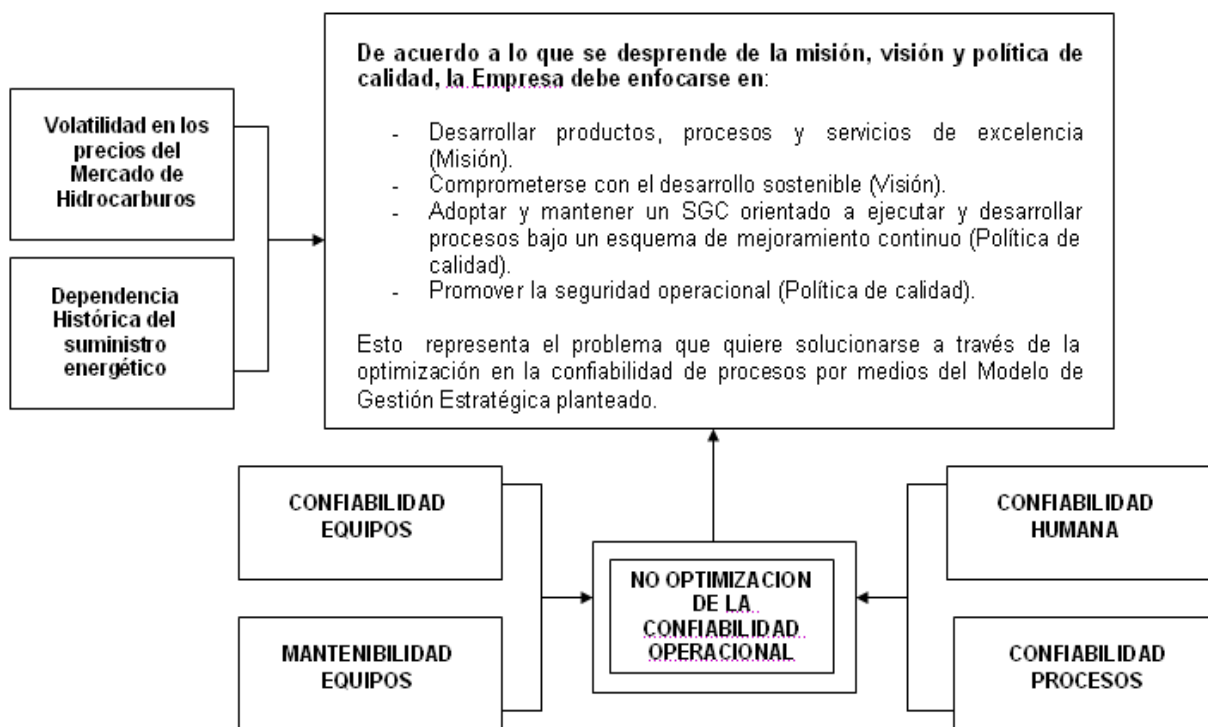 De acuerdo a lo que se desprende de la misión, visión y política de
calidad, la Empresa debe enfocarse en:
- Desarrollar productos, procesos y servicios de excelencia
(Misión).
- Comprometerse con el desarrollo sostenible (Visión).
- Adoptar y mantener un SGC orientado a ejecutar y desarrollar
procesos bajo un esquema de mejoramiento continuo (Política de
calidad).
- Promover la seguridad operacional (Política de calidad).
Esto representa el problema que quiere solucionarse a través de la
optimización en la confiabilidad de procesos por medios del Modelo de
Gestión Estratégica planteado.
Volatilidad en los
precios del
Mercado de
Hidrocarburos
Dependencia
Histórica del
suministro
energético
CONFIABILIDAD
EQUIPOS
MANTENIBILIDAD
EQUIPOS
NO OPTIMIZACION
DE LA
CONFIABILIDAD
OPERACIONAL
CONFIABILIDAD
HUMANA
CONFIABILIDAD
PROCESOS